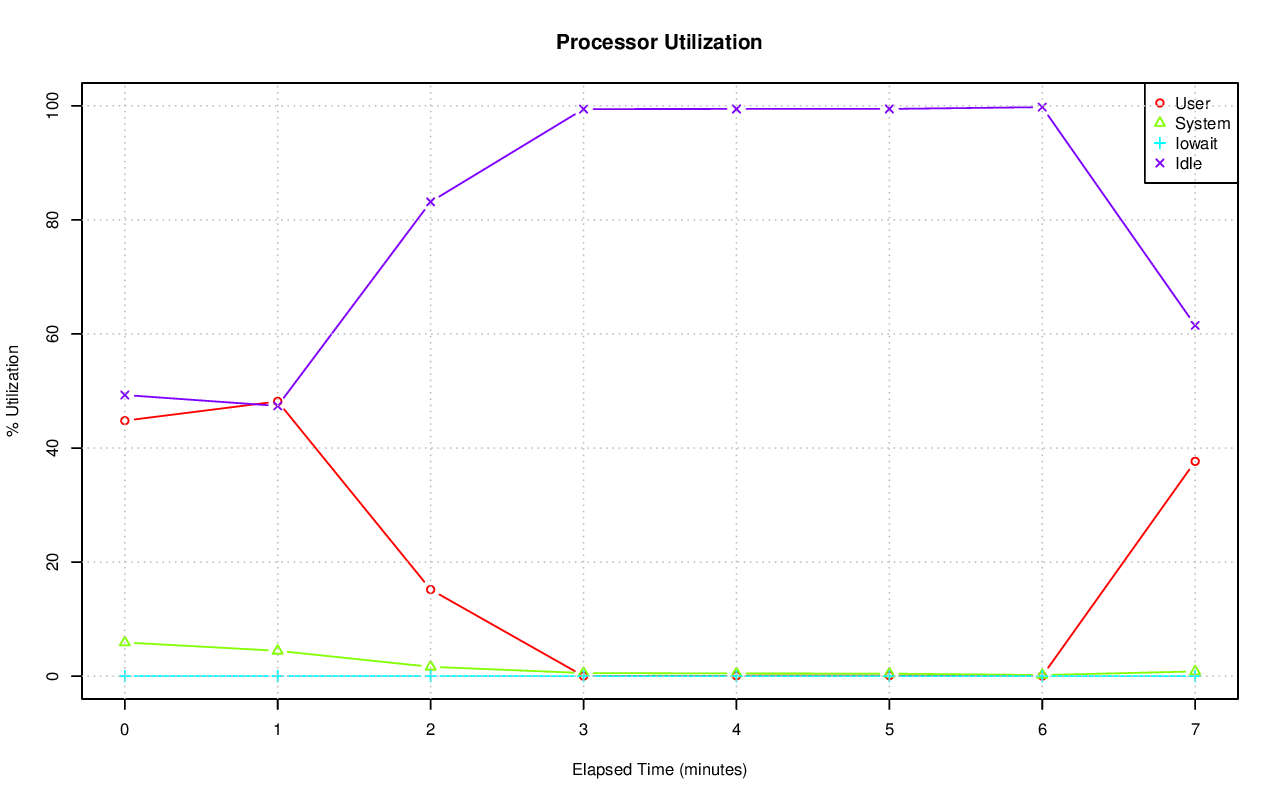 Processor Utilization
User
System
Iowait
Idle
% Utilization
100
80
60
40
20
0
0 1 2 3 4 5 6 7
Elapsed Time (minutes)